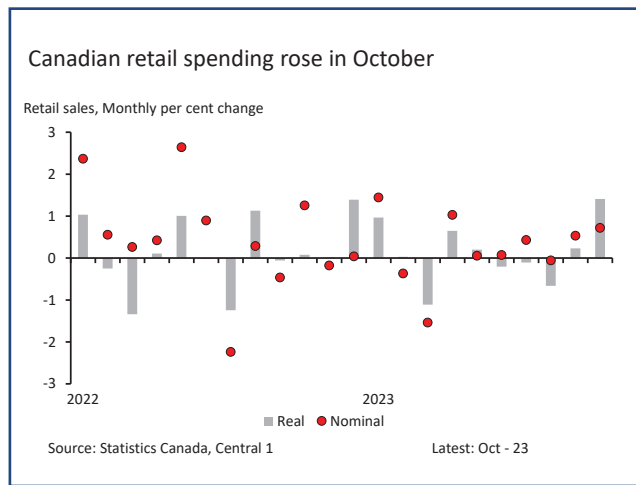 Canadian retail spending rose in October
Retail sales, Monthly per cent change
3
2
1
0
-1
-2
-3
2022 2023
Real Nominal
Source: Statistics Canada, Central 1 Latest: Oct - 23